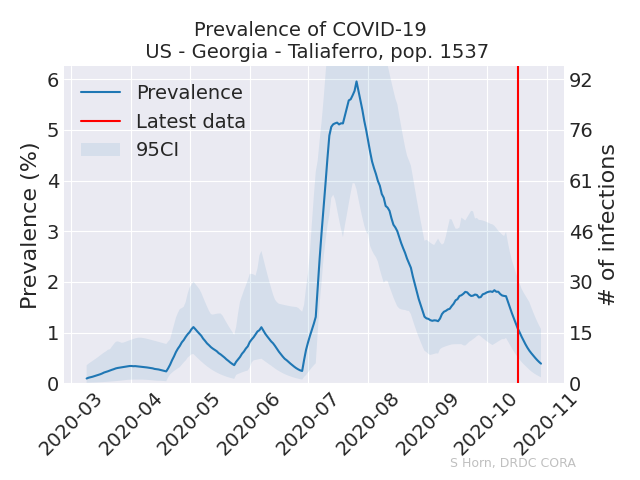 Prevalence of COVID-19
US - Georgia - Taliaferro, pop. 1537
Prevalence
Latest data
95CI
Prevalence (%)
6
5
4
3
2
1
0
92
76
61
46
30
15
0
# of infections
2020-03
2020-04
2020-05
2020-06
2020-07
2020-08
2020-09
2020-10
2020-11
S Horn, DRDC CORA